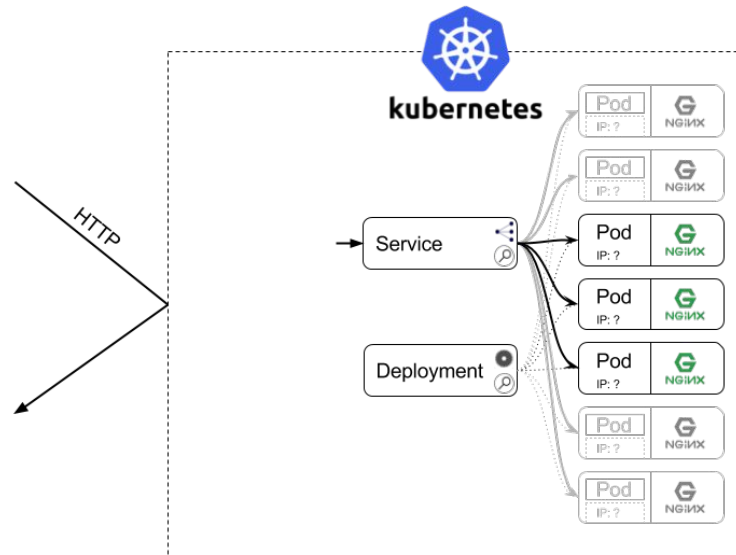 kubernetes
HTTP
Service
Deployment
Pod
IP: ?
NGINX
Pod
IP: ?
NGINX
Pod
IP: ?
NGINX
Pod
IP: ?
NGINX
Pod
IP: ?
NGINX
Pod
IP: ?
NGINX
Pod
IP: ?
NGINX